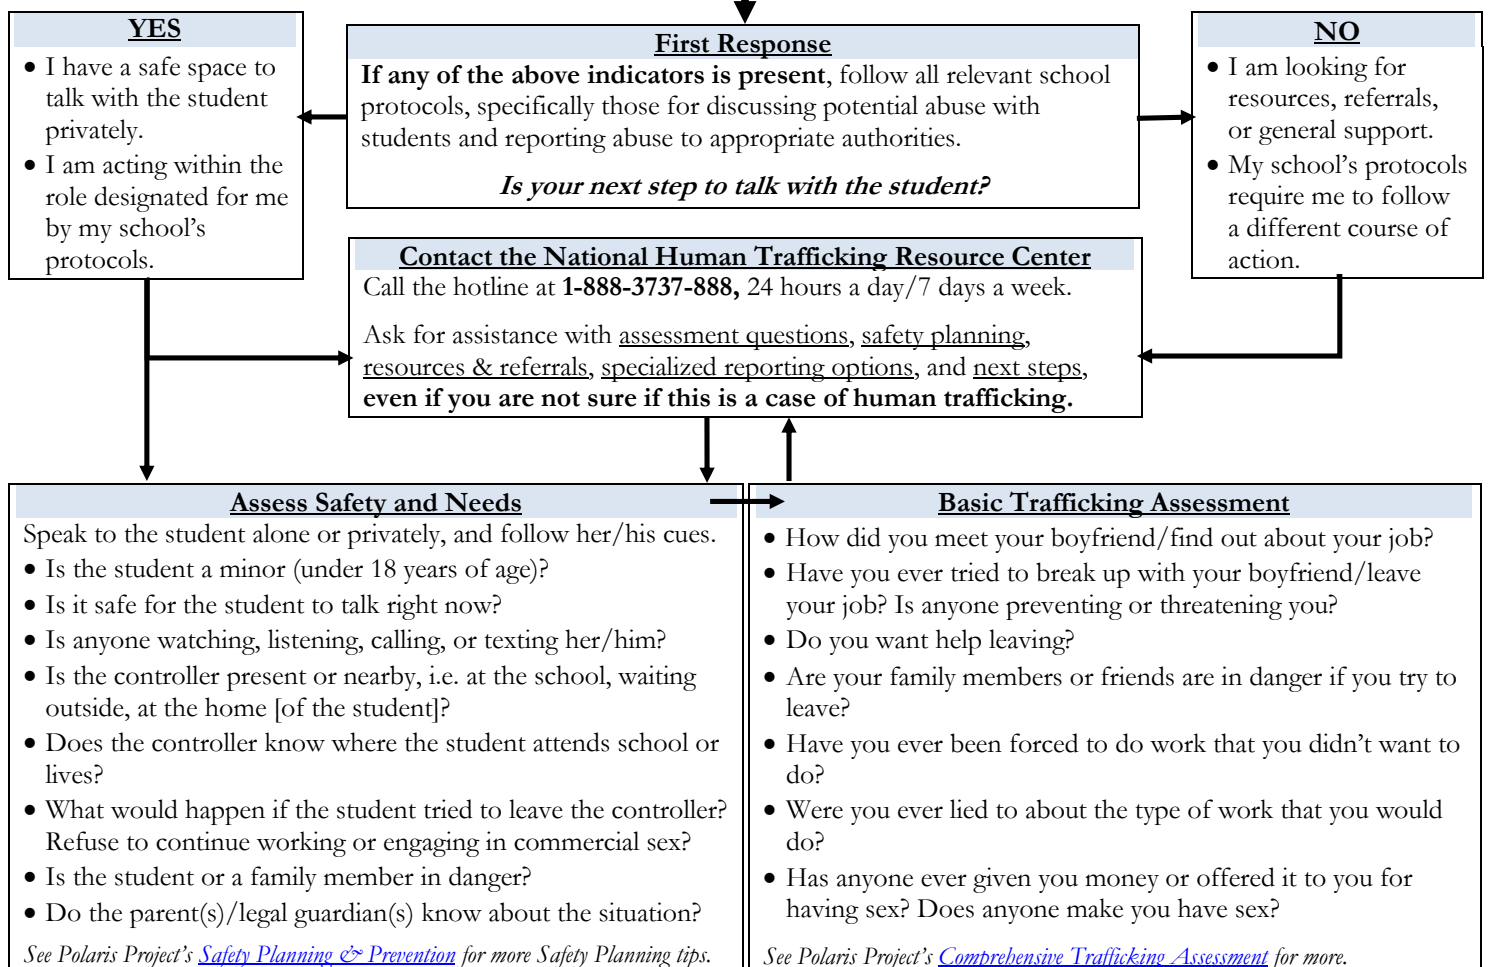 YES
• I have a safe space to
talk with the student
privately.
• I am acting within the
role designated for me
by my school’s
protocols.
First Response
If any of the above indicators is present, follow all relevant school
protocols, specifically those for discussing potential abuse with
students and reporting abuse to appropriate authorities.
Is your next step to talk with the student?
NO
• I am looking for
resources, referrals,
or general support.
• My school’s protocols
require me to follow
a different course of
action.
Contact the National Human Trafficking Resource Center
Call the hotline at 1-888-3737-888, 24 hours a day/7 days a week.
Ask for assistance with assessment questions, safety planning,
resources & referrals, specialized reporting options, and next steps,
even if you are not sure if this is a case of human trafficking.
Assess Safety and Needs
Speak to the student alone or privately, and follow her/his cues.
• Is the student a minor (under 18 years of age)?
• Is it safe for the student to talk right now?
• Is anyone watching, listening, calling, or texting her/him?
• Is the controller present or nearby, i.e. at the school, waiting
outside, at the home [of the student]?
• Does the controller know where the student attends school or
lives?
• What would happen if the student tried to leave the controller?
Refuse to continue working or engaging in commercial sex?
• Is the student or a family member in danger?
• Do the parent(s)/legal guardian(s) know about the situation?
See Polaris Project’s Safety Planning & Prevention for more Safety Planning tips.
Basic Trafficking Assessment
• How did you meet your boyfriend/find out about your job?
• Have you ever tried to break up with your boyfriend/leave
your job? Is anyone preventing or threatening you?
• Do you want help leaving?
• Are your family members or friends are in danger if you try to
leave?
• Have you ever been forced to do work that you didn’t want to
do?
• Were you ever lied to about the type of work that you would
do?
• Has anyone ever given you money or offered it to you for
having sex? Does anyone make you have sex?
See Polaris Project’s Comprehensive Trafficking Assessment for more.